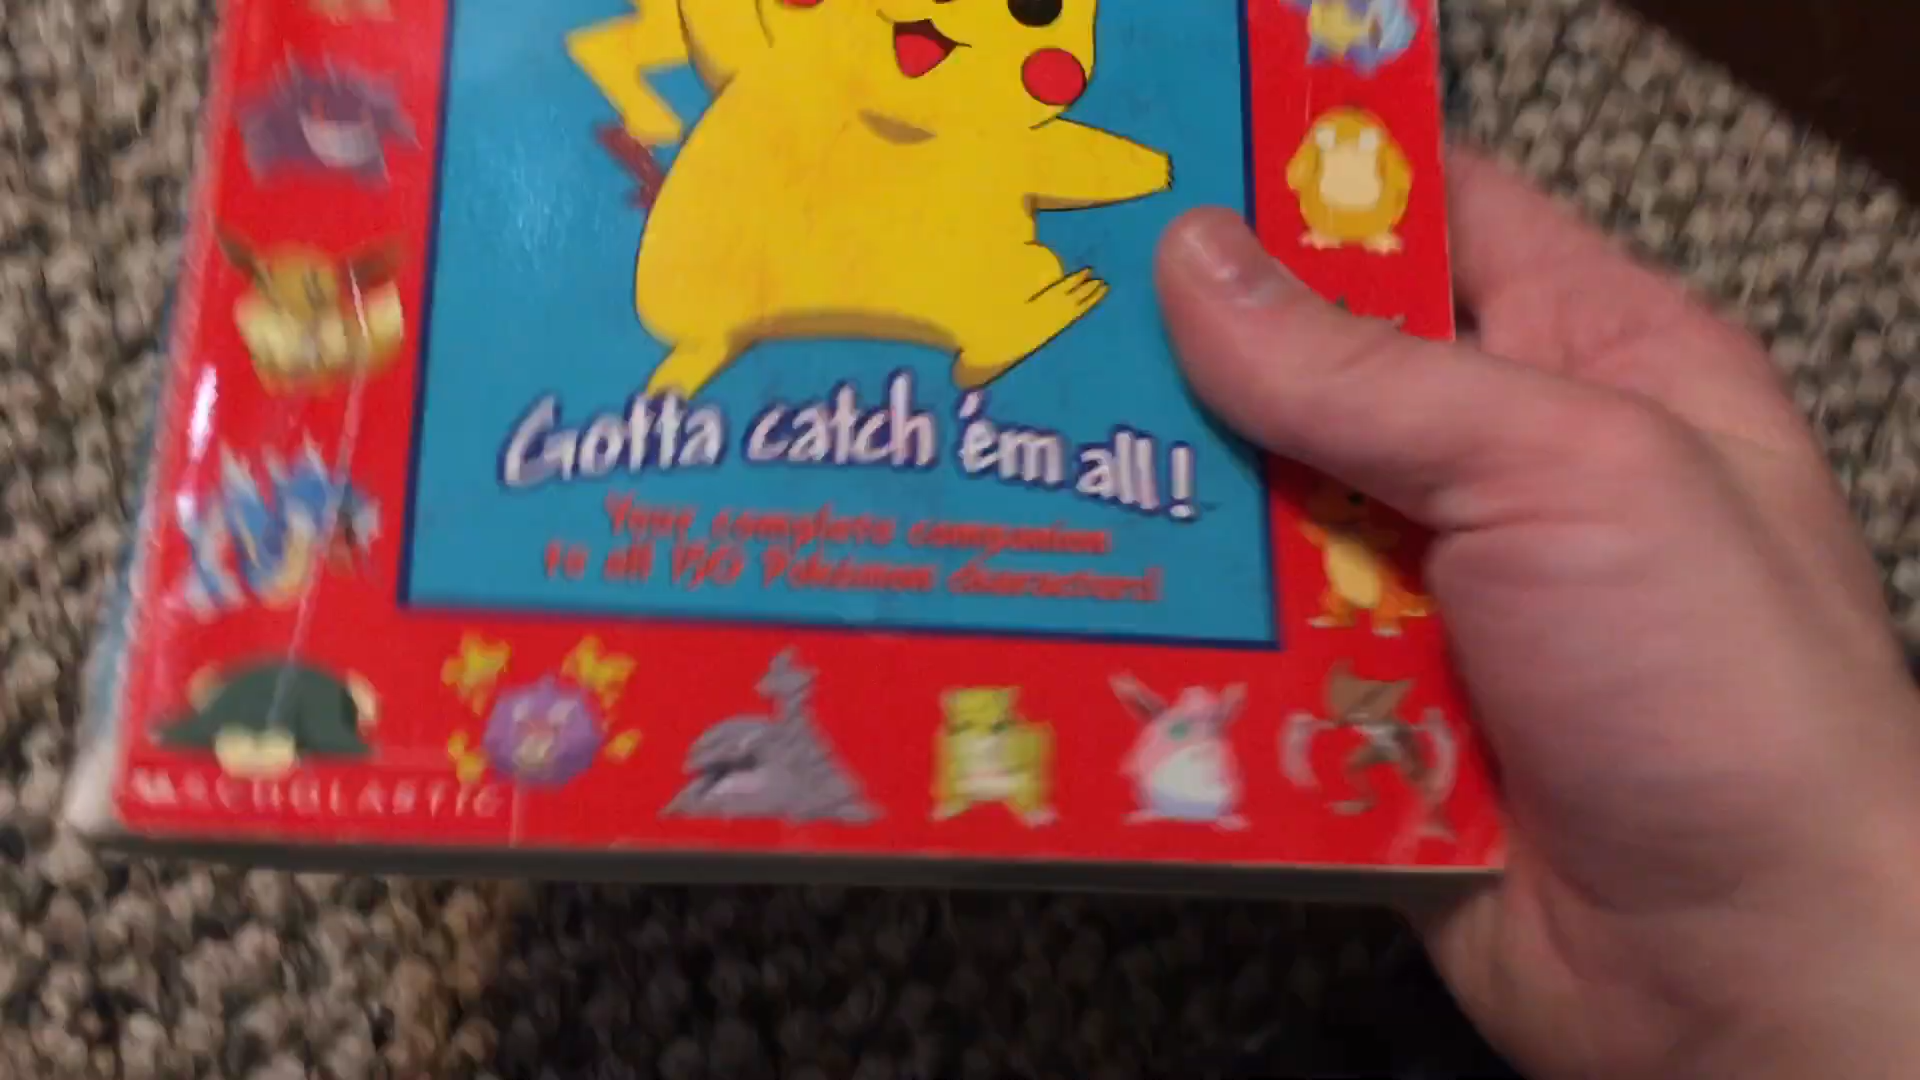 Gotta catch 'em all!
Your complete companion
to all 150 Pokémon characters!
SCHOLASTIC